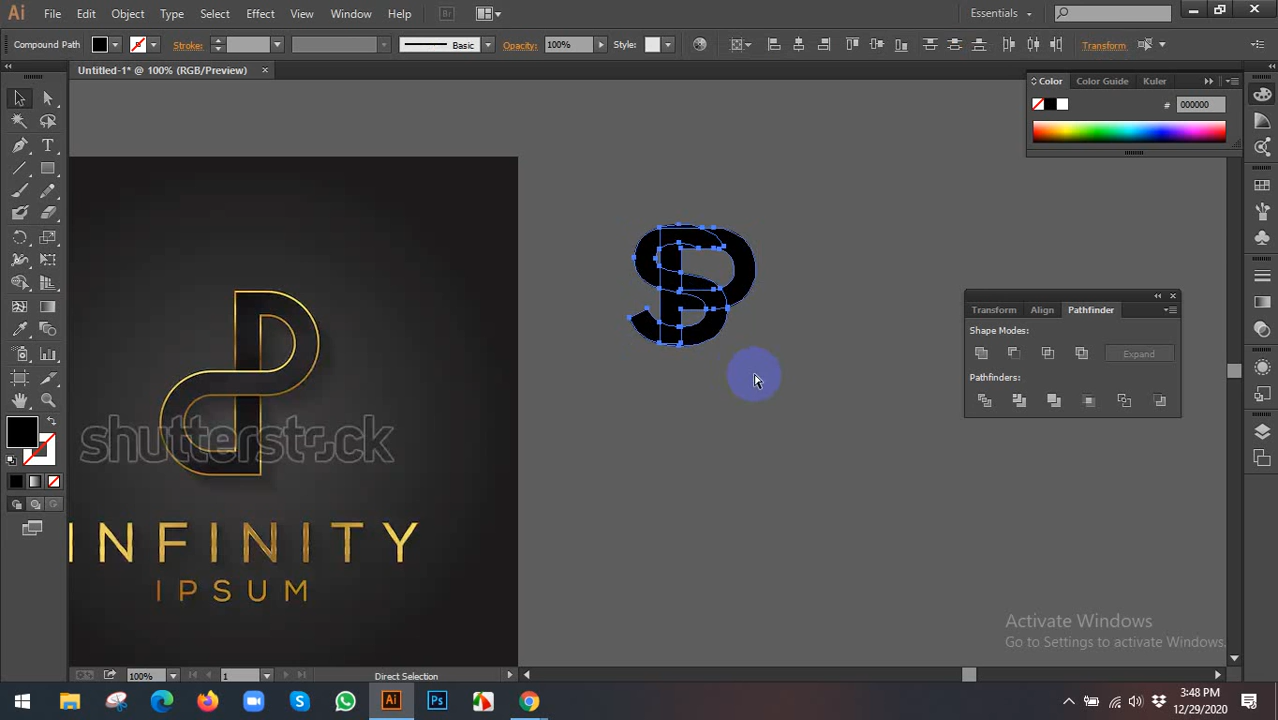 Ai File Edit Object Type Select Effect View Window Help Br Essentials
Compound Path Stroke: Basic Opacity: 100% Style: Transform
Untitled-1* @ 100% (RGB/Preview)
Color Color Guide Kuler
# 000000
Transform Align Pathfinder
Shape Modes:
Expand
Pathfinders:
shutterstock
INFINITY
IPSUM
Activate Windows
Go to Settings to activate Windows.
100% 1 Direct Selection
Ai Ps
3:48 PM
12/29/2020